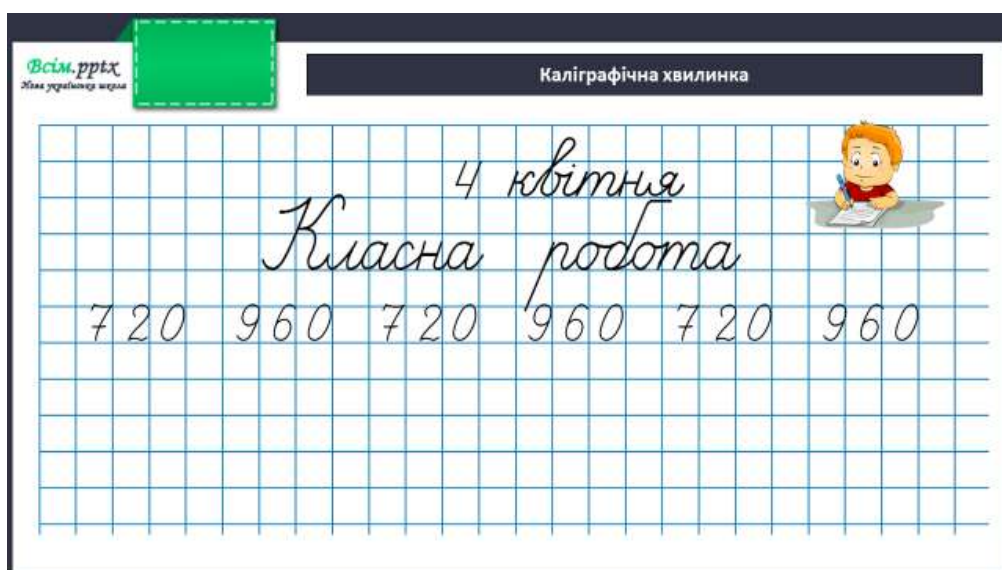 Всім.pptx
Нова українська школа
Каліграфічна хвилинка
4 квітня
Класна робота
720 960 720 960 720 960